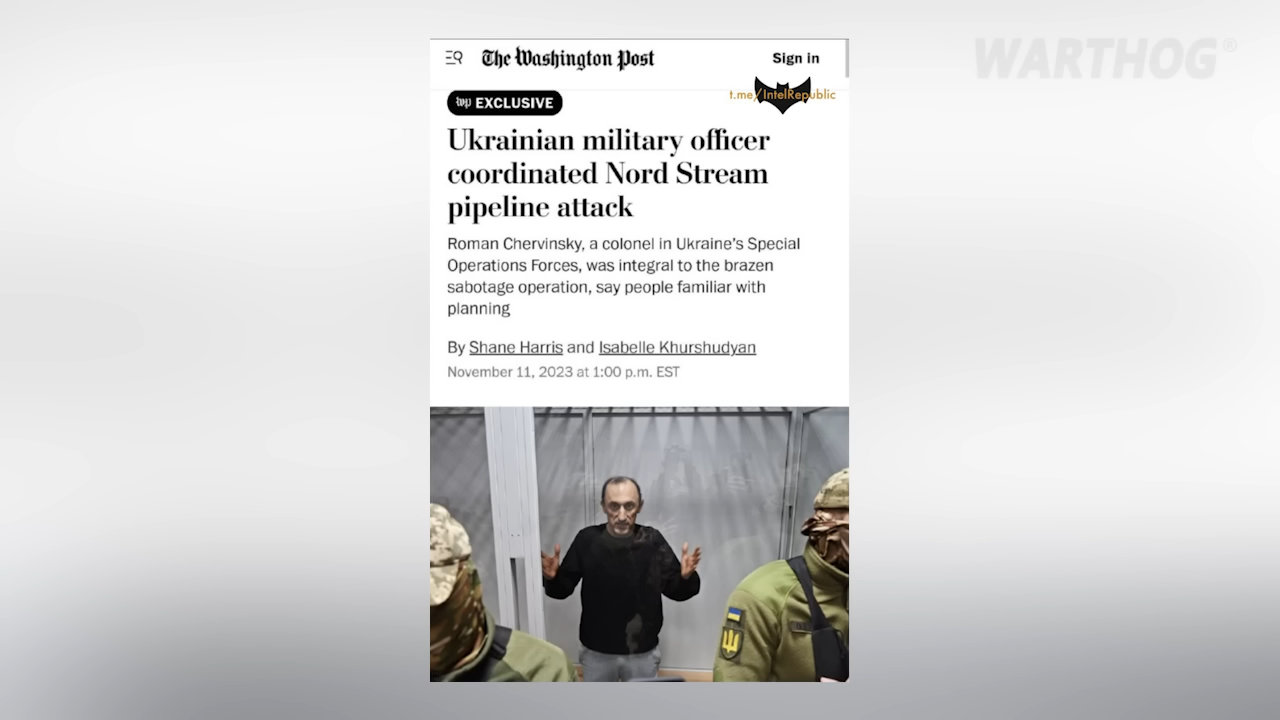 WARTHOG®
The Washington Post
Sign in
t.me/IntelRepublic
wp EXCLUSIVE
Ukrainian military officer
coordinated Nord Stream
pipeline attack
Roman Chervinsky, a colonel in Ukraine's Special
Operations Forces, was integral to the brazen
sabotage operation, say people familiar with
planning
By Shane Harris and Isabelle Khurshudyan
November 11, 2023 at 1:00 p.m. EST